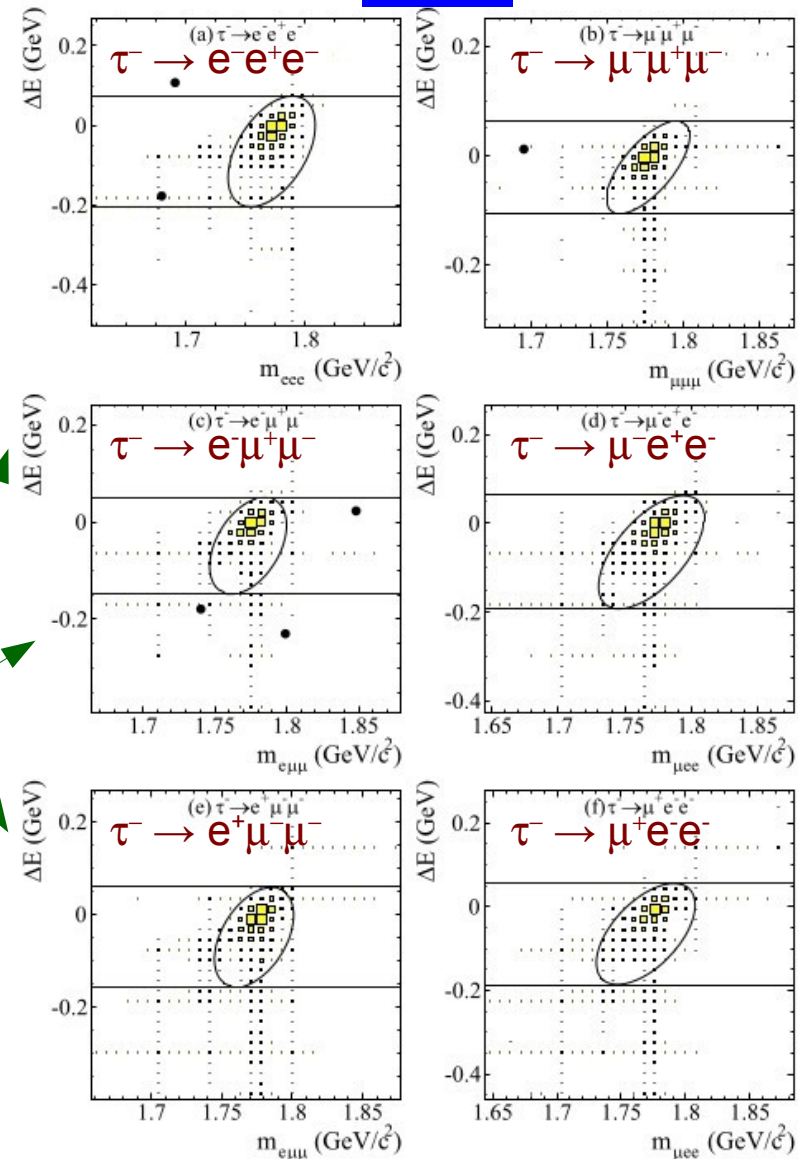 (a) τ⁻→e⁻e⁺e⁻
τ⁻ → e⁻e⁺e⁻
ΔE (GeV)
0.2
0
-0.2
-0.4
1.7 1.8
m_eee (GeV/c²)
(b) τ⁻→μ⁻μ⁺μ⁻
τ⁻ → μ⁻μ⁺μ⁻
ΔE (GeV)
0.2
0
-0.2
1.7 1.75 1.8 1.85
m_μμμ (GeV/c²)
(c) τ⁻→e⁻μ⁺μ⁻
τ⁻ → e⁻μ⁺μ⁻
ΔE (GeV)
0.2
0
-0.2
1.7 1.75 1.8 1.85
m_eμμ (GeV/c²)
(d) τ⁻→μ⁻e⁺e⁻
τ⁻ → μ⁻e⁺e⁻
ΔE (GeV)
0.2
0
-0.2
-0.4
1.65 1.7 1.75 1.8 1.85
m_μee (GeV/c²)
(e) τ⁻→e⁺μ⁻μ⁻
τ⁻ → e⁺μ⁻μ⁻
ΔE (GeV)
0.2
0
-0.2
1.7 1.75 1.8 1.85
m_eμμ (GeV/c²)
(f) τ⁻→μ⁺e⁻e⁻
τ⁻ → μ⁺e⁻e⁻
ΔE (GeV)
0.2
0
-0.2
-0.4
1.65 1.7 1.75 1.8 1.85
m_μee (GeV/c²)